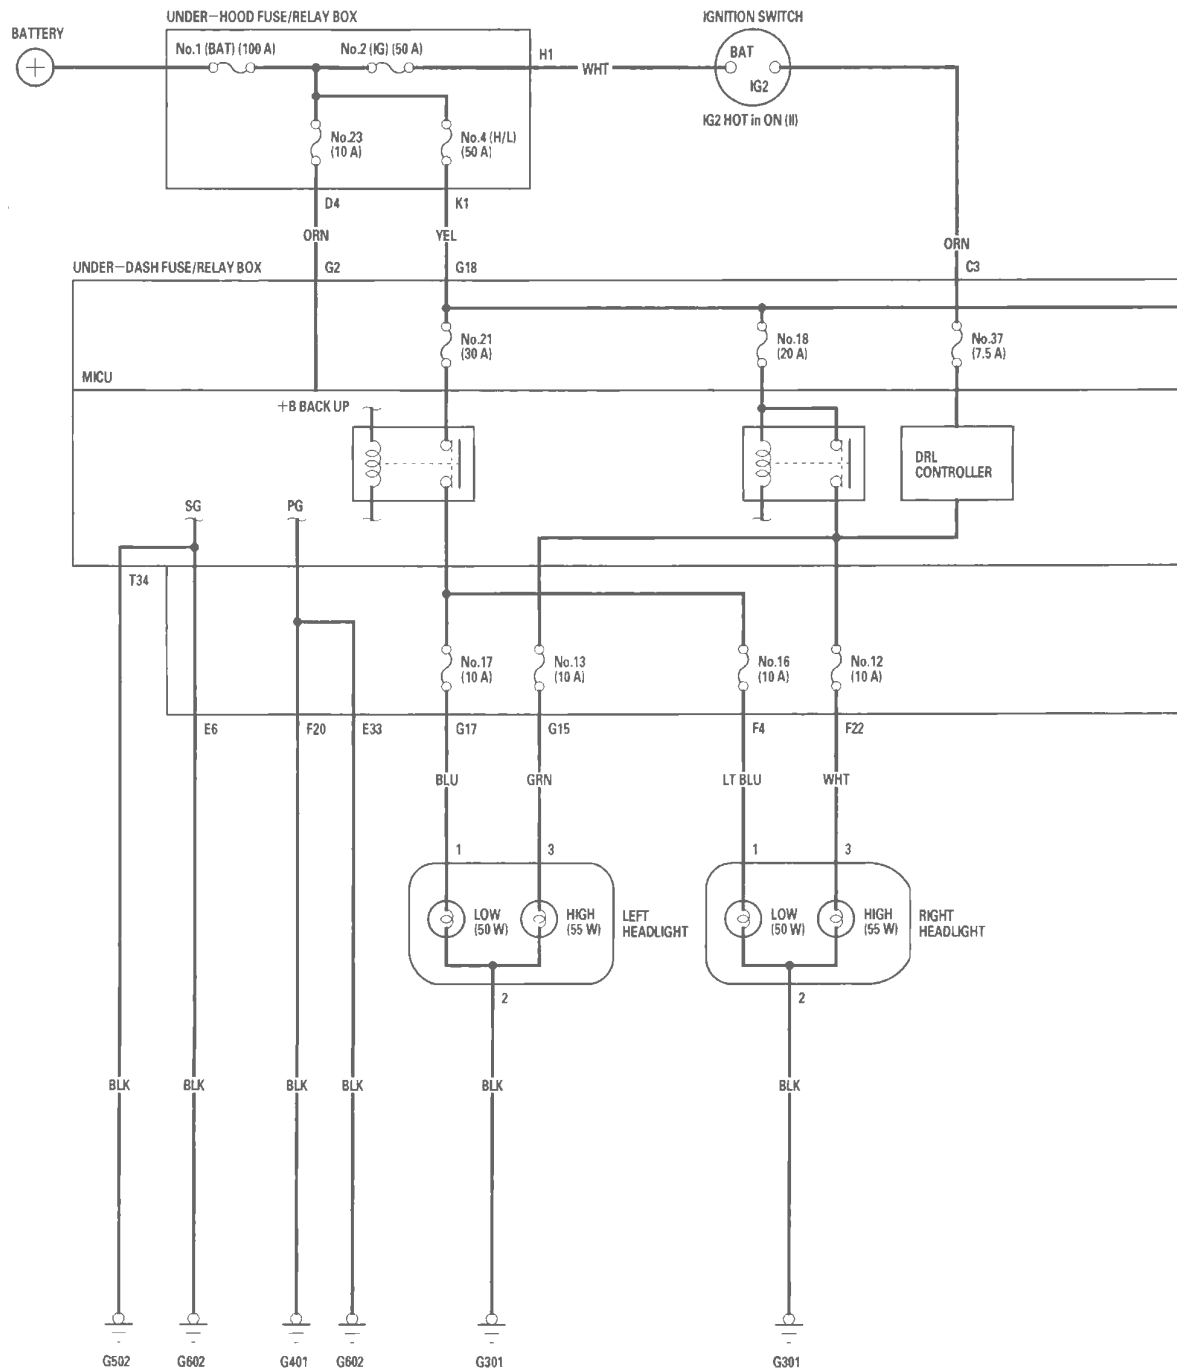 UNDER-HOOD FUSE/RELAY BOX
IGNITION SWITCH
BATTERY
No.1 (BAT) (100 A)
No.2 (IG) (50 A)
H1
WHT
BAT
IG2
IG2 HOT in ON (II)
No.23
(10 A)
No.4 (H/L)
(50 A)
D4
K1
ORN
YEL
ORN
UNDER-DASH FUSE/RELAY BOX
G2
G18
C3
No.21
(30 A)
No.18
(20 A)
No.37
(7.5 A)
MICU
+B BACK UP
DRL
CONTROLLER
SG
PG
T34
No.17
(10 A)
No.13
(10 A)
No.16
(10 A)
No.12
(10 A)
E6
F20
E33
G17
G15
F4
F22
BLU
GRN
LT BLU
WHT
1
3
1
3
LOW
(50 W)
HIGH
(55 W)
LEFT
HEADLIGHT
LOW
(50 W)
HIGH
(55 W)
RIGHT
HEADLIGHT
2
2
BLK
BLK
BLK
BLK
BLK
BLK
G502
G602
G401
G602
G301
G301